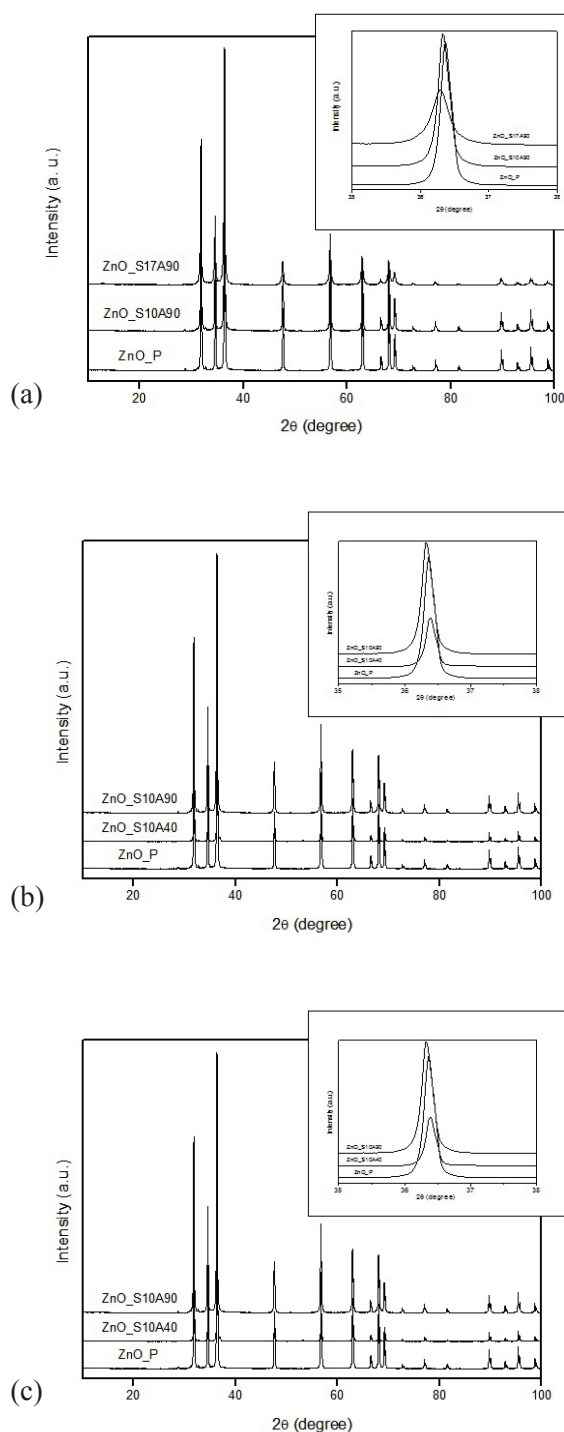 Intensity (a. u.)
ZnO_S17A90
ZnO_S10A90
ZnO_P
20 40 60 80 100
2θ (degree)
Intensity (a.u.)
ZnO_S17A90
ZnO_S10A90
ZnO_P
35 36 37 38
2θ (degree)
(a)
Intensity (a.u.)
ZnO_S10A90
ZnO_S10A40
ZnO_P
20 40 60 80 100
2θ (degree)
Intensity (a.u.)
ZnO_S10A90
ZnO_S10A40
ZnO_P
35 36 37 38
2θ (degree)
(b)
Intensity (a.u.)
ZnO_S10A90
ZnO_S10A40
ZnO_P
20 40 60 80 100
2θ (degree)
Intensity (a.u.)
ZnO_S10A90
ZnO_S10A40
ZnO_P
35 36 37 38
2θ (degree)
(c)